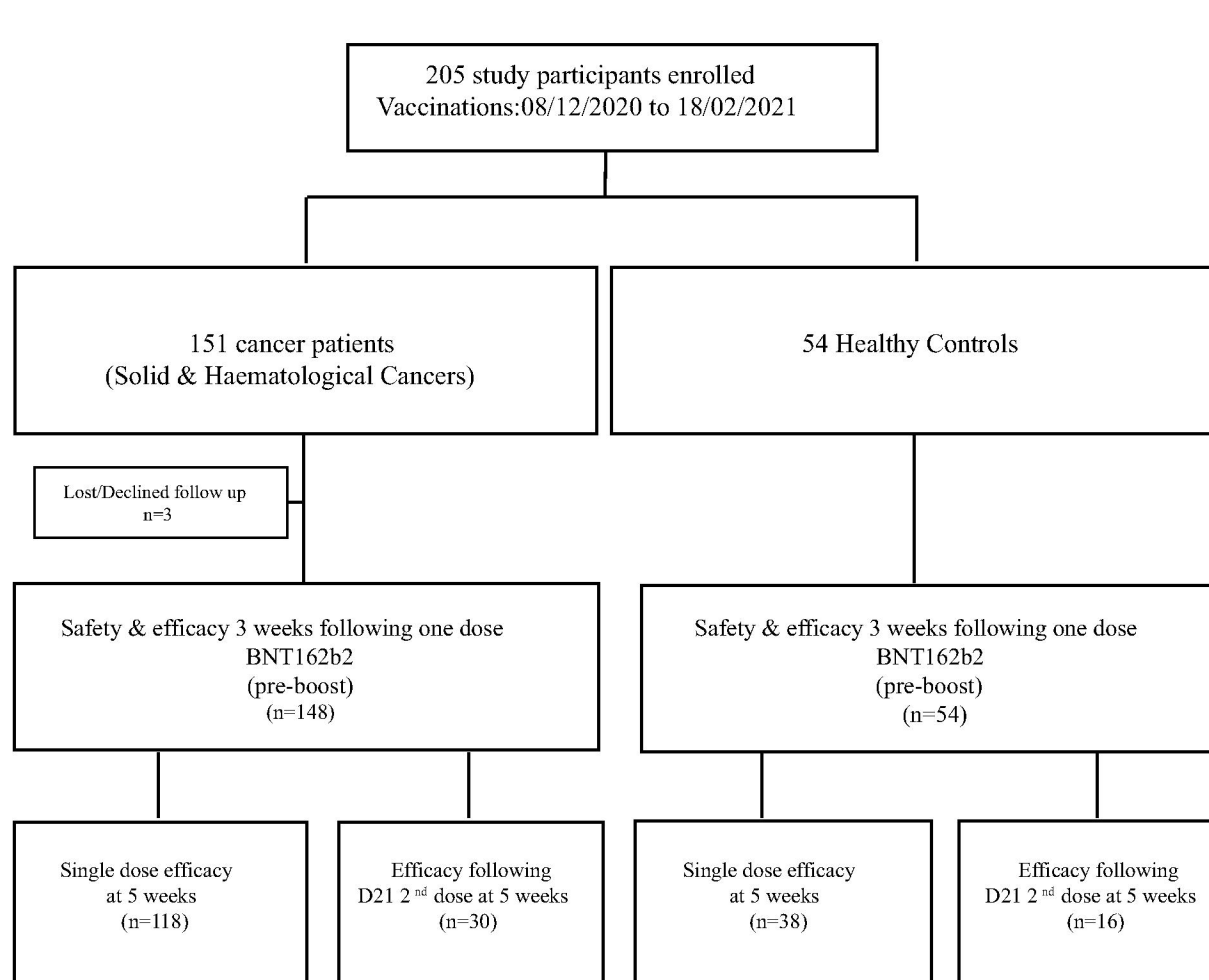 205 study participants enrolled
Vaccinations:08/12/2020 to 18/02/2021
151 cancer patients
(Solid & Haematological Cancers)
54 Healthy Controls
Lost/Declined follow up
n=3
Safety & efficacy 3 weeks following one dose
BNT162b2
(pre-boost)
(n=148)
Safety & efficacy 3 weeks following one dose
BNT162b2
(pre-boost)
(n=54)
Single dose efficacy
at 5 weeks
(n=118)
Efficacy following
D21 2 nd dose at 5 weeks
(n=30)
Single dose efficacy
at 5 weeks
(n=38)
Efficacy following
D21 2 nd dose at 5 weeks
(n=16)